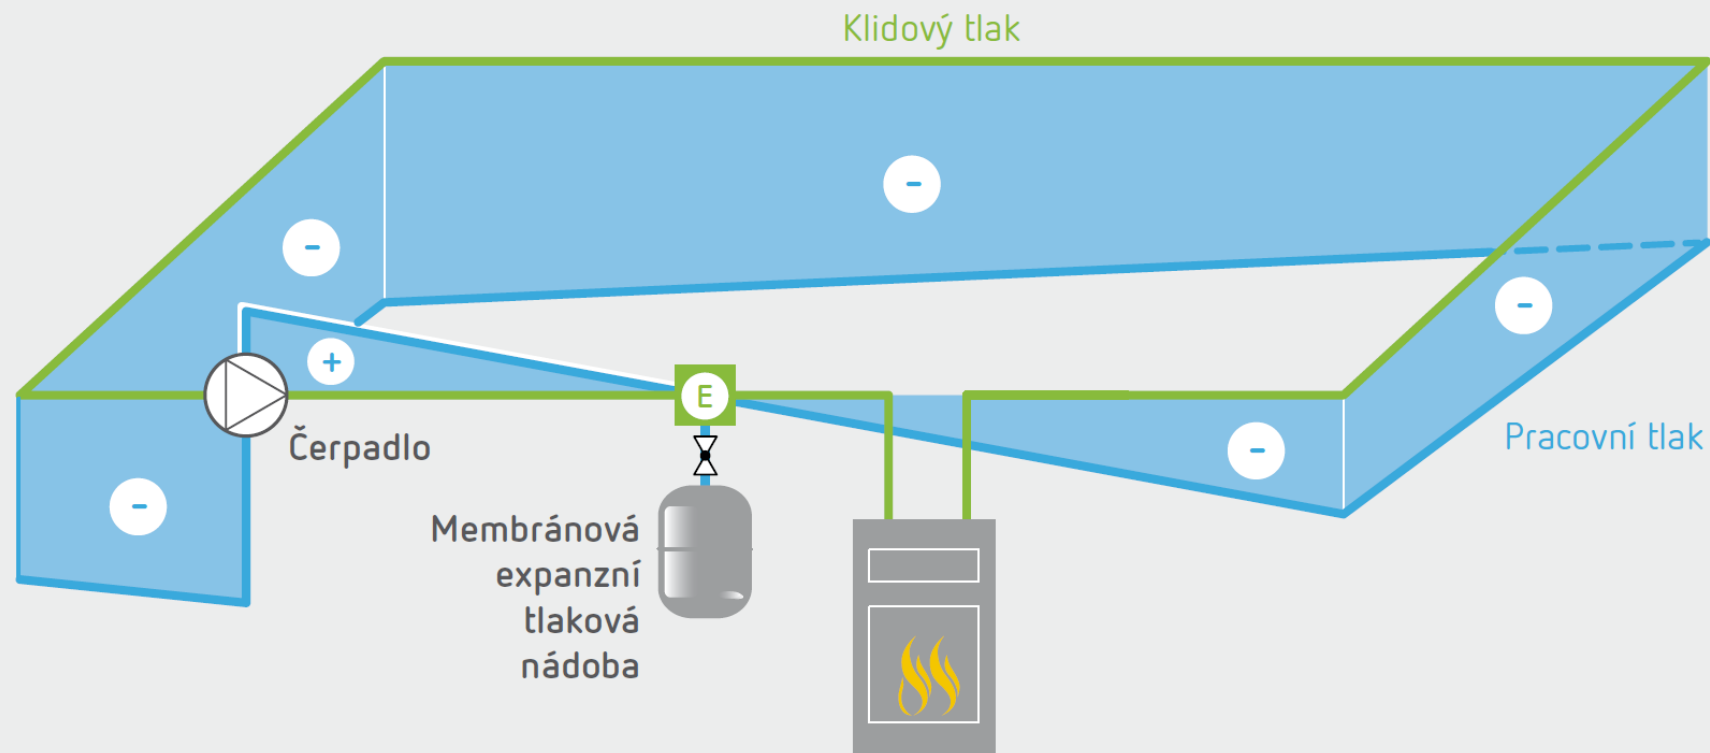 Klidový tlak
-
-
-
+
E
Čerpadlo
-
Pracovní tlak
-
Membránová
expanzní
tlaková
nádoba